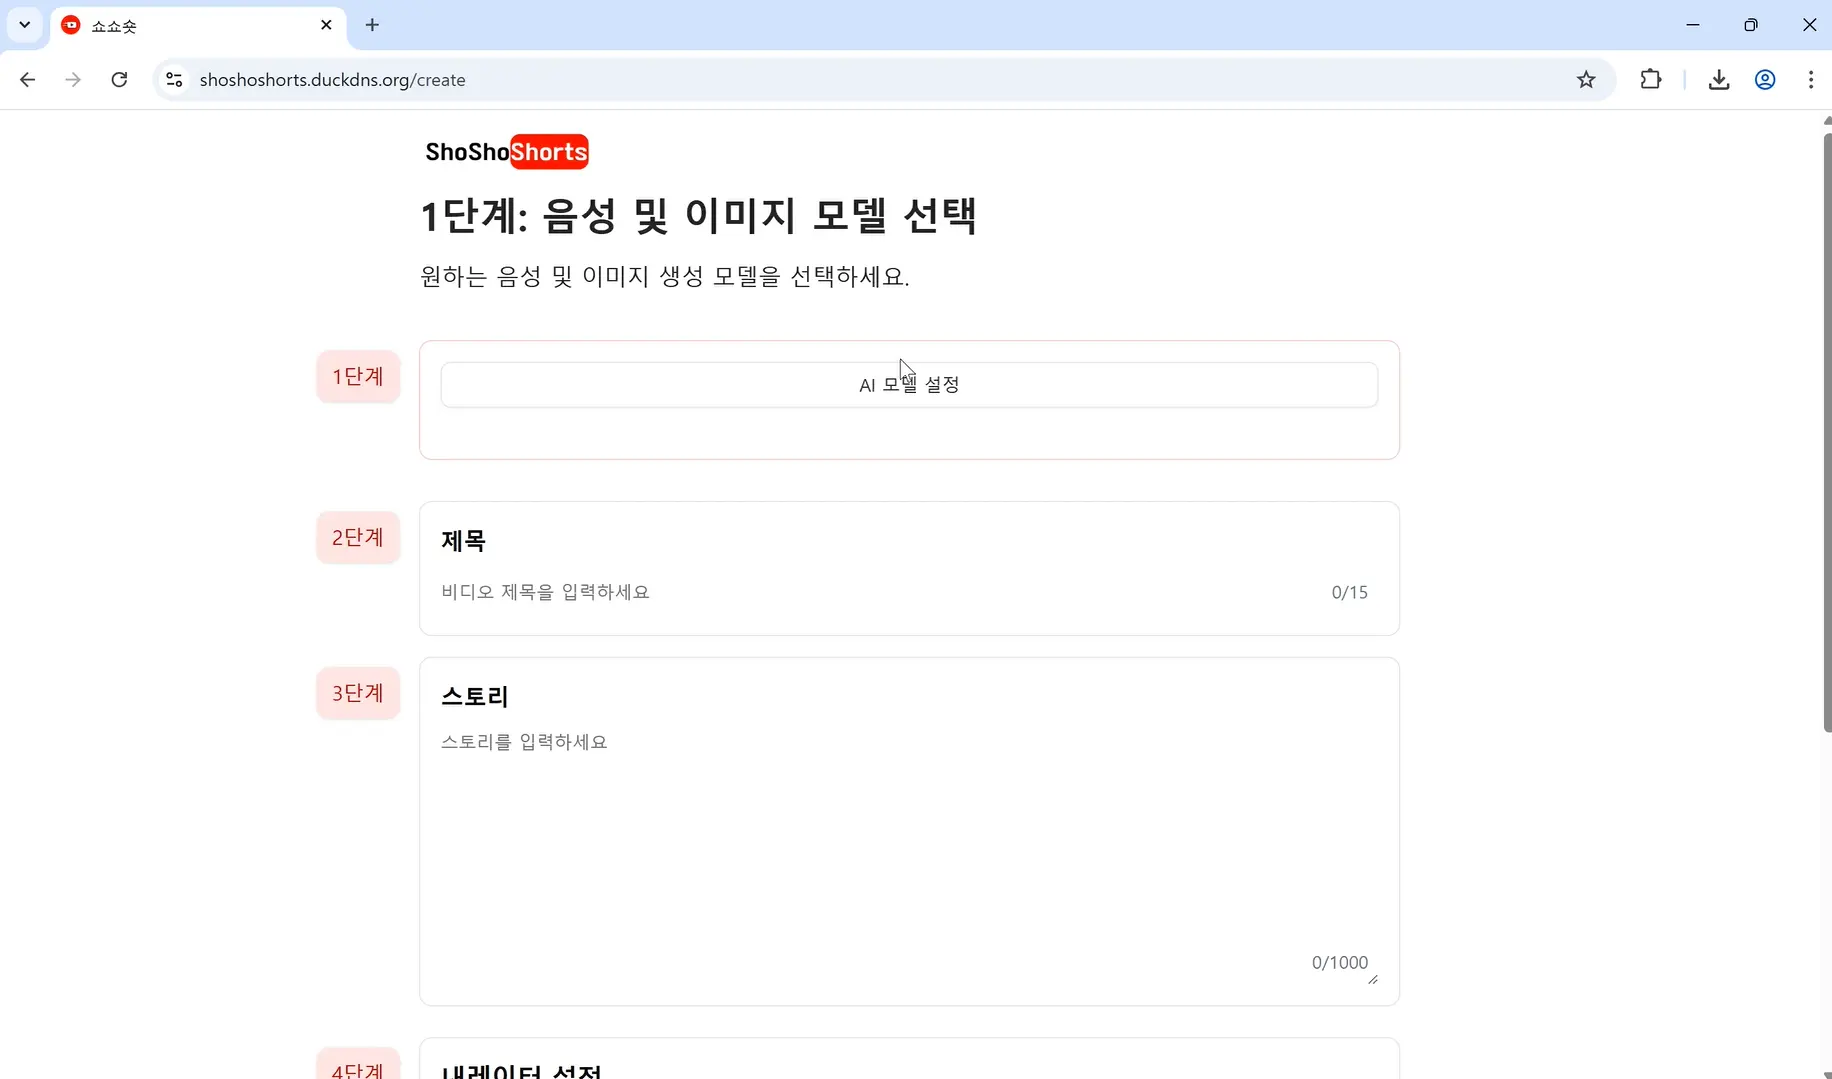 쇼쇼숏
shoshoshorts.duckdns.org/create
ShoShoShorts
1단계: 음성 및 이미지 모델 선택
원하는 음성 및 이미지 생성 모델을 선택하세요.
1단계
AI 모델 설정
2단계
제목
비디오 제목을 입력하세요
0/15
3단계
스토리
스토리를 입력하세요
0/1000
4단계
내레이터 설정